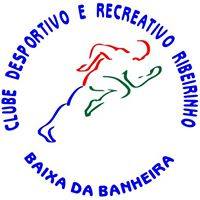 CLUBE DESPORTIVO E RECREATIVO RIBEIRINHO
BAIXA DA BANHEIRA